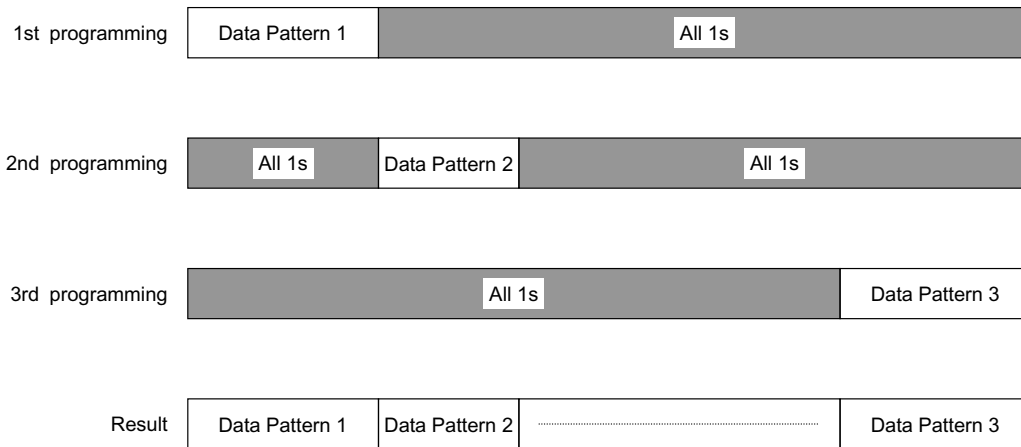 1st programming Data Pattern 1 All 1s
2nd programming All 1s Data Pattern 2 All 1s
3rd programming All 1s Data Pattern 3
Result Data Pattern 1 Data Pattern 2 Data Pattern 3